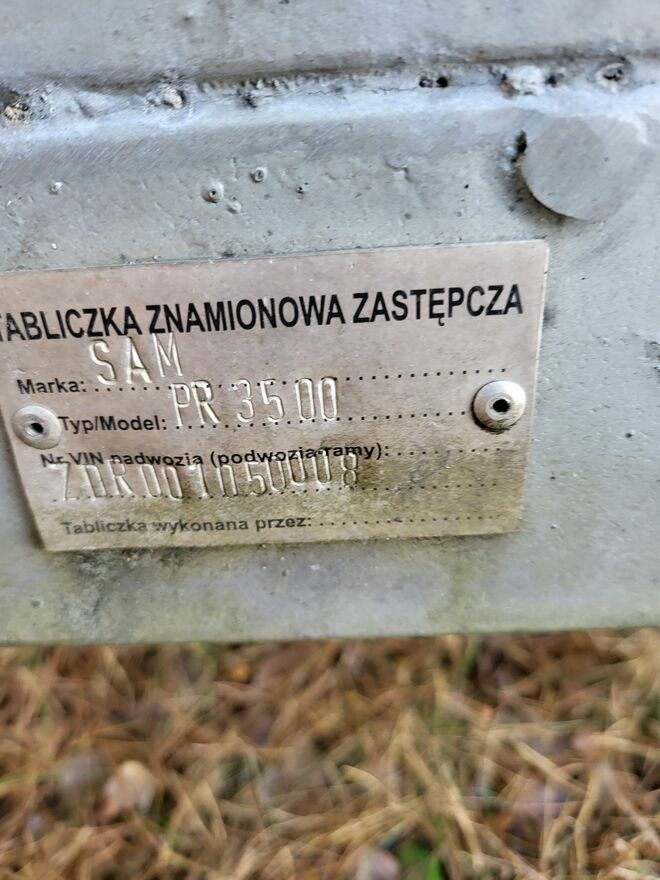 TABLICZKA ZNAMIONOWA ZASTĘPCZA
Marka: SAM
Typ/Model: PR 3500
Nr VIN nadwozia (podwozia-ramy):
ZDR001050008
Tabliczka wykonana przez: